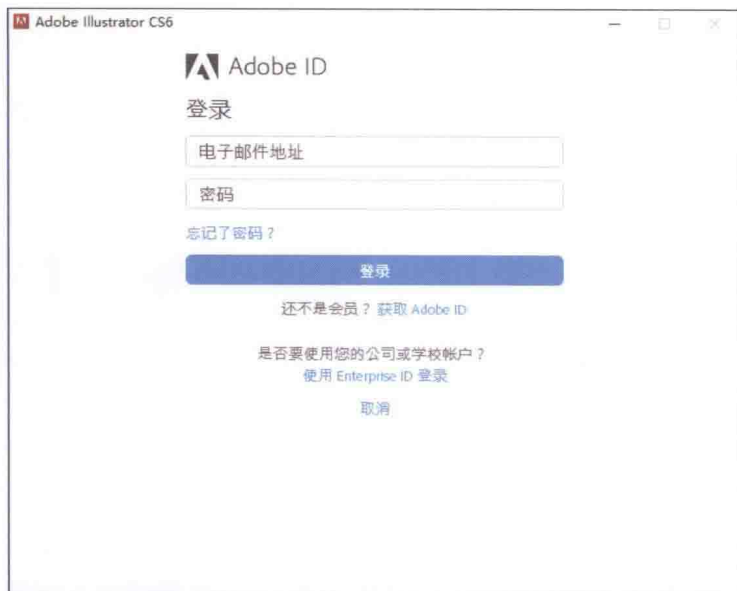 Adobe Illustrator CS6
Adobe ID
登录
电子邮件地址
密码
忘记了密码？
登录
还不是会员？获取 Adobe ID
是否要使用您的公司或学校帐户？
使用 Enterprise ID 登录
取消